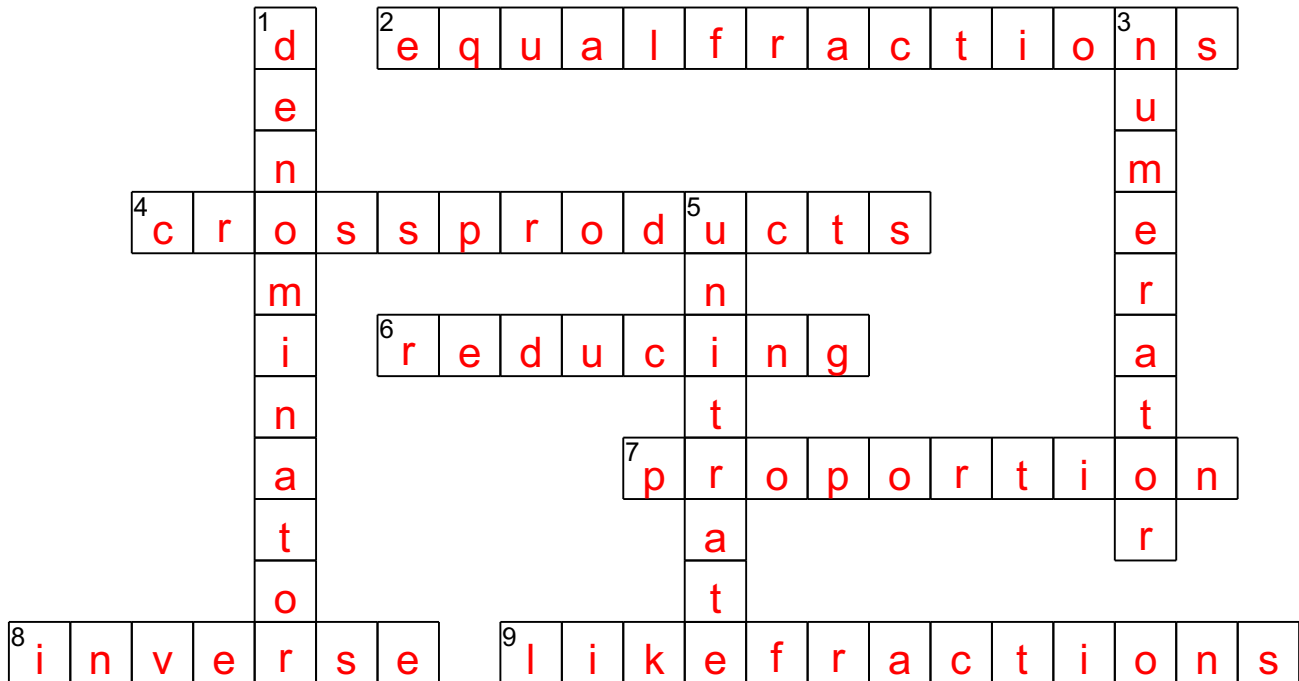 1 d 2 e q u a l f r a c t i o 3 n s
e u
n m
4 c r o s s p r o d 5 u c t s e
m n r
i 6 r e d u c i n g a
n t t
a 7 p r o p o r t i o n
t a r
o t
8 i n v e r s e 9 l i k e f r a c t i o n s